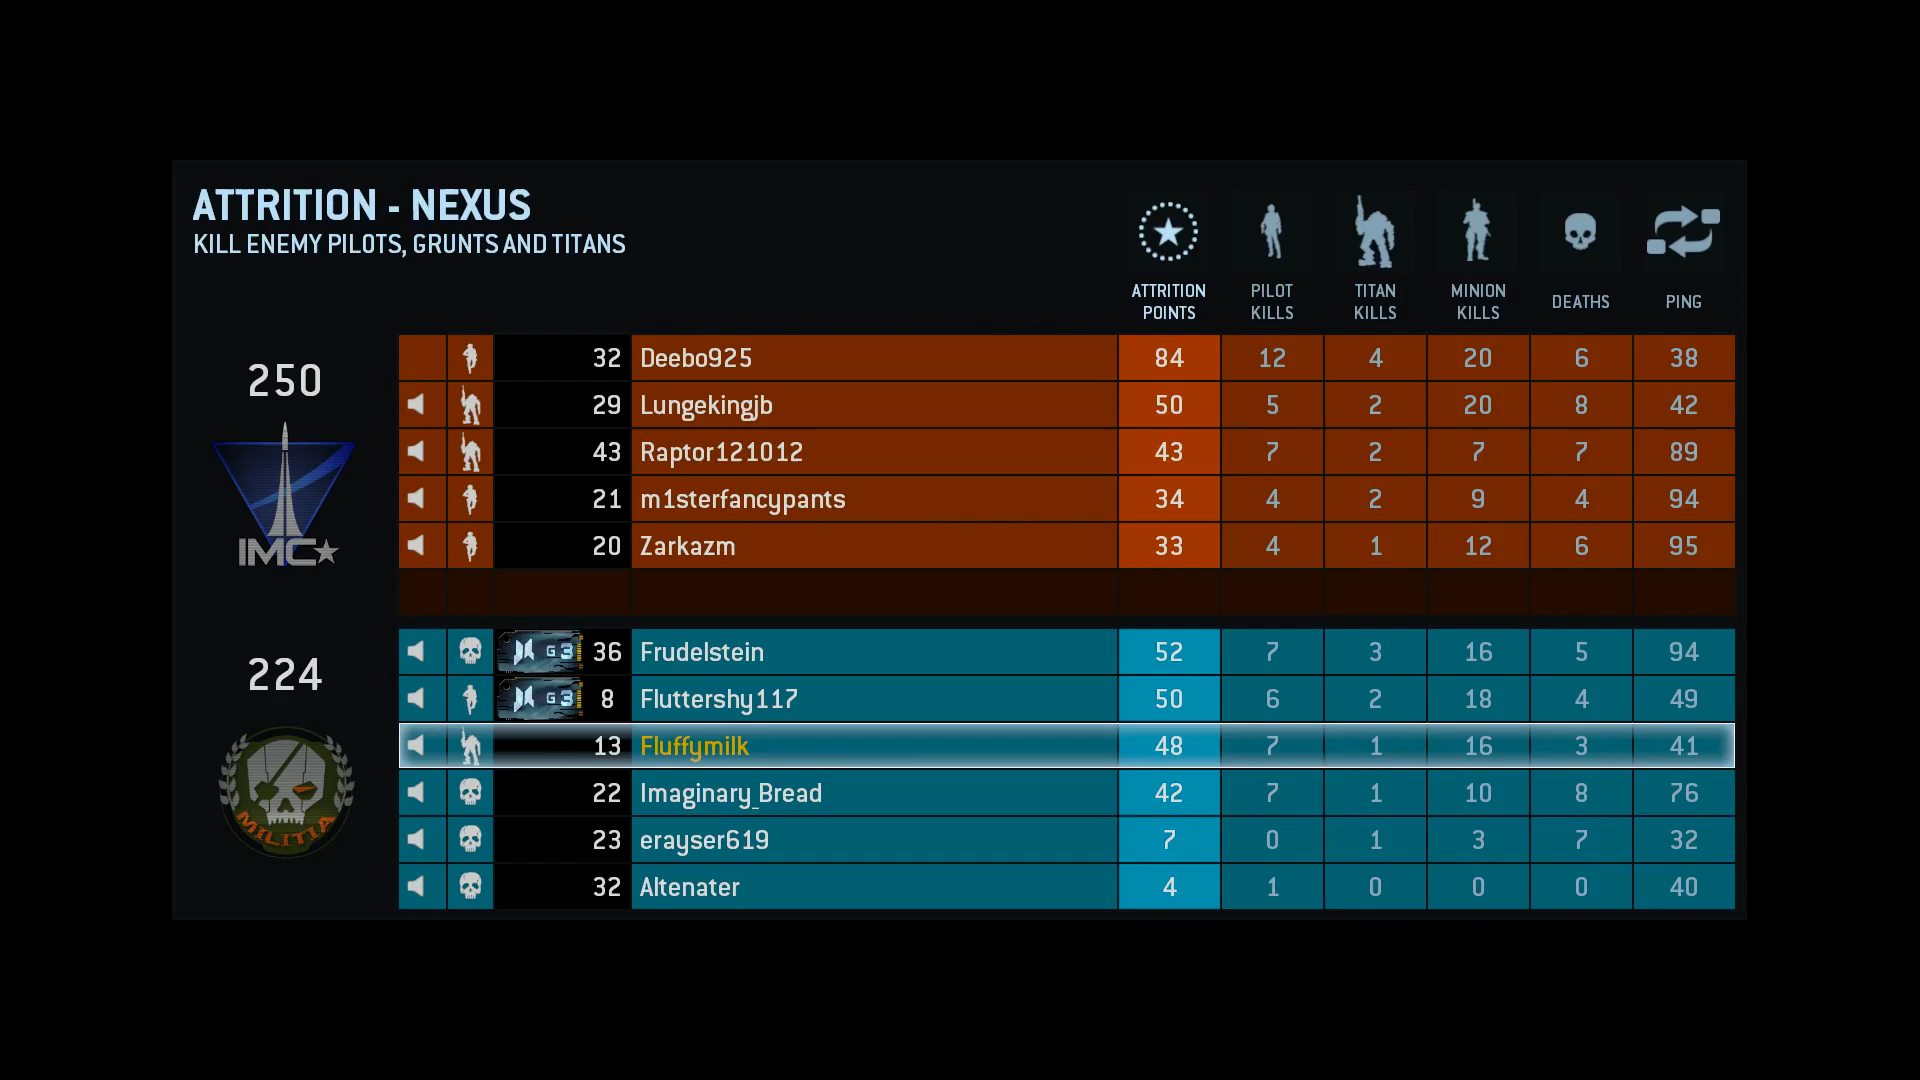 ATTRITION - NEXUS
KILL ENEMY PILOTS, GRUNTS AND TITANS
ATTRITION POINTS PILOT KILLS TITAN KILLS MINION KILLS DEATHS PING
250
IMC
32 Deebo925 84 12 4 20 6 38
29 Lungekingjb 50 5 2 20 8 42
43 Raptor121012 43 7 2 7 7 89
21 m1sterfancypants 34 4 2 9 4 94
20 Zarkazm 33 4 1 12 6 95
224
MILITIA
G3 36 Frudelstein 52 7 3 16 5 94
G3 8 Fluttershy117 50 6 2 18 4 49
13 Fluffymilk 48 7 1 16 3 41
22 Imaginary_Bread 42 7 1 10 8 76
23 erayser619 7 0 1 3 7 32
32 Altenater 4 1 0 0 0 40